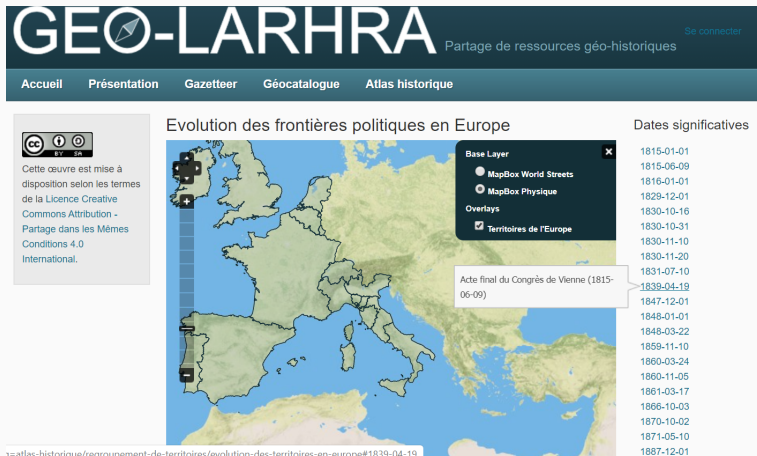 GEO-LARHRA
Partage de ressources géo-historiques
Se connecter
Accueil
Présentation
Gazetteer
Géocatalogue
Atlas historique
cc
BY SA
Cette œuvre est mise à
disposition selon les termes
de la Licence Creative
Commons Attribution -
Partage dans les Mêmes
Conditions 4.0
International.
Evolution des frontières politiques en Europe
Base Layer
MapBox World Streets
MapBox Physique
Overlays
Territoires de l'Europe
Acte final du Congrès de Vienne (1815-
06-09)
Dates significatives
1815-01-01
1815-06-09
1816-01-01
1829-12-01
1830-10-16
1830-10-31
1830-11-10
1830-11-20
1831-07-10
1839-04-19
1847-12-01
1848-01-01
1848-03-22
1859-11-10
1860-03-24
1860-11-05
1861-03-17
1866-10-03
1870-10-02
1871-05-10
1887-12-01
=atlas-historique/regroupement-de-territoires/evolution-des-territoires-en-europe#1839-04-19